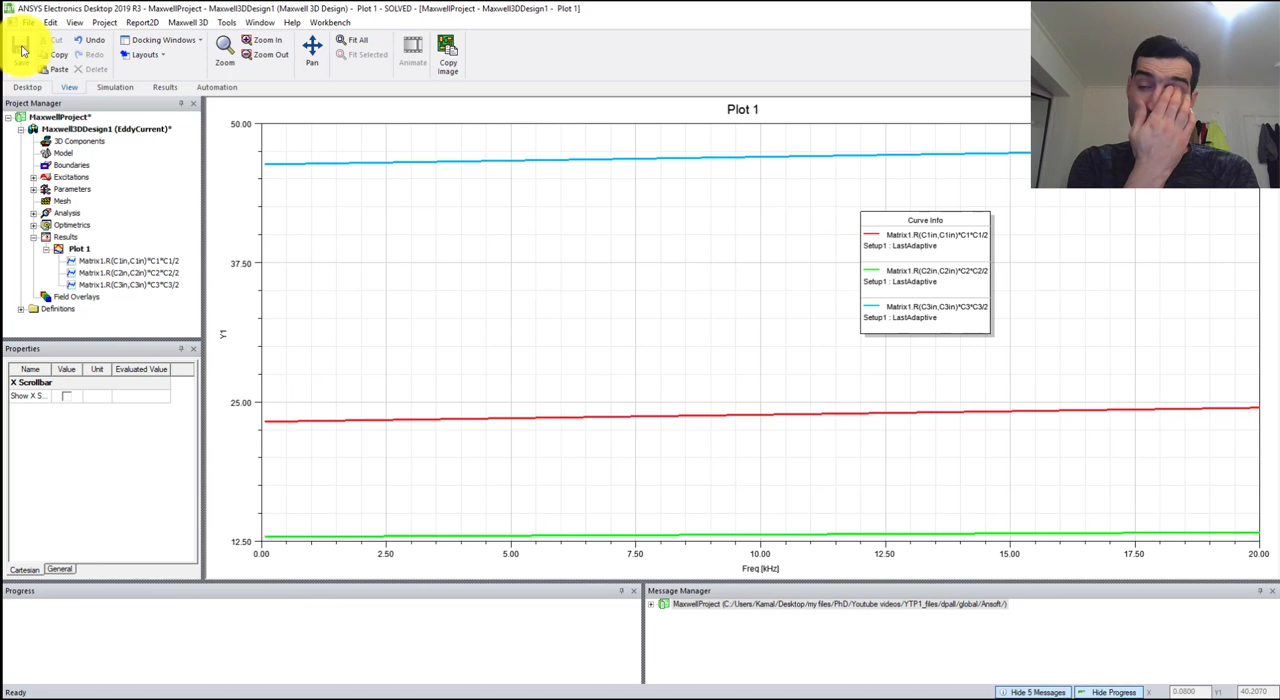 ANSYS Electronics Desktop 2019 R3 - MaxwellProject - Maxwell3DDesign1 (Maxwell 3D Design) - Plot 1 - SOLVED - [MaxwellProject - Maxwell3DDesign1 - Plot 1]
File Edit View Project Report2D Maxwell 3D Tools Window Help Workbench
Save
Cut
Copy
Paste
Undo
Redo
Delete
Docking Windows
Layouts
Zoom
Zoom In
Zoom Out
Pan
Fit All
Fit Selected
Animate
Copy
Image
Desktop View Simulation Results Automation
Project Manager
MaxwellProject*
Maxwell3DDesign1 (EddyCurrent)*
3D Components
Model
Boundaries
Excitations
Parameters
Mesh
Analysis
Optimetrics
Results
Plot 1
Matrix1.R(C1in,C1in)*C1*C1/2
Matrix1.R(C2in,C2in)*C2*C2/2
Matrix1.R(C3in,C3in)*C3*C3/2
Field Overlays
Definitions
Properties
Name Value Unit Evaluated Value
X Scrollbar
Show X S...
Cartesian General
Plot 1
50.00
37.50
25.00
12.50
Y1
0.00 2.50 5.00 7.50 10.00 12.50 15.00 17.50 20.00
Freq [kHz]
Curve Info
Matrix1.R(C1in,C1in)*C1*C1/2
Setup1 : LastAdaptive
Matrix1.R(C2in,C2in)*C2*C2/2
Setup1 : LastAdaptive
Matrix1.R(C3in,C3in)*C3*C3/2
Setup1 : LastAdaptive
Progress
Message Manager
MaxwellProject (C:/Users/Kamal/Desktop/my files/PhD/Youtube videos/YTP1_files/dpall/global/Ansoft/)
Ready
Hide 5 Messages Hide Progress X 0.0800 Y1 40.2070